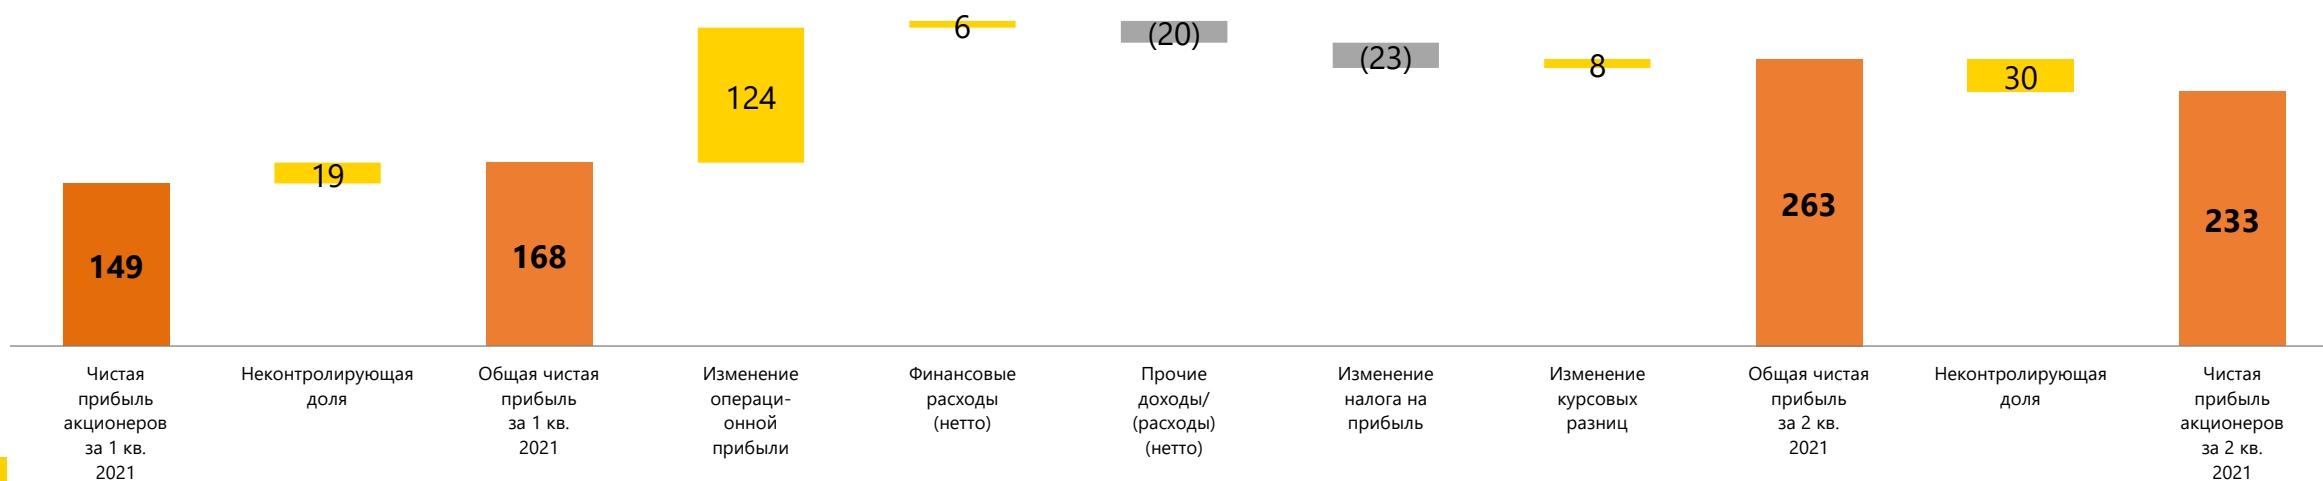 6
(20)
(23)
8
30
124
19
263
233
168
149
Чистая
прибыль
акционеров
за 1 кв.
2021
Неконтролирующая
доля
Общая чистая
прибыль
за 1 кв.
2021
Изменение
операци-
онной
прибыли
Финансовые
расходы
(нетто)
Прочие
доходы/
(расходы)
(нетто)
Изменение
налога на
прибыль
Изменение
курсовых
разниц
Общая чистая
прибыль
за 2 кв.
2021
Неконтролирующая
доля
Чистая
прибыль
акционеров
за 2 кв.
2021